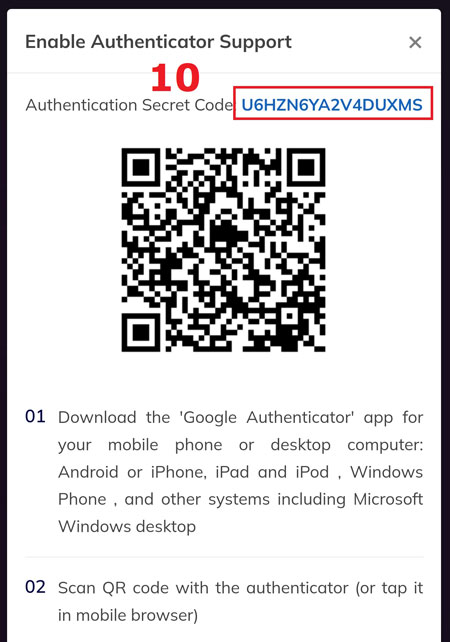 Enable Authenticator Support ×
10
Authentication Secret Code U6HZN6YA2V4DUXMS
01 Download the 'Google Authenticator' app for
your mobile phone or desktop computer:
Android or iPhone, iPad and iPod , Windows
Phone , and other systems including Microsoft
Windows desktop
02 Scan QR code with the authenticator (or tap it
in mobile browser)